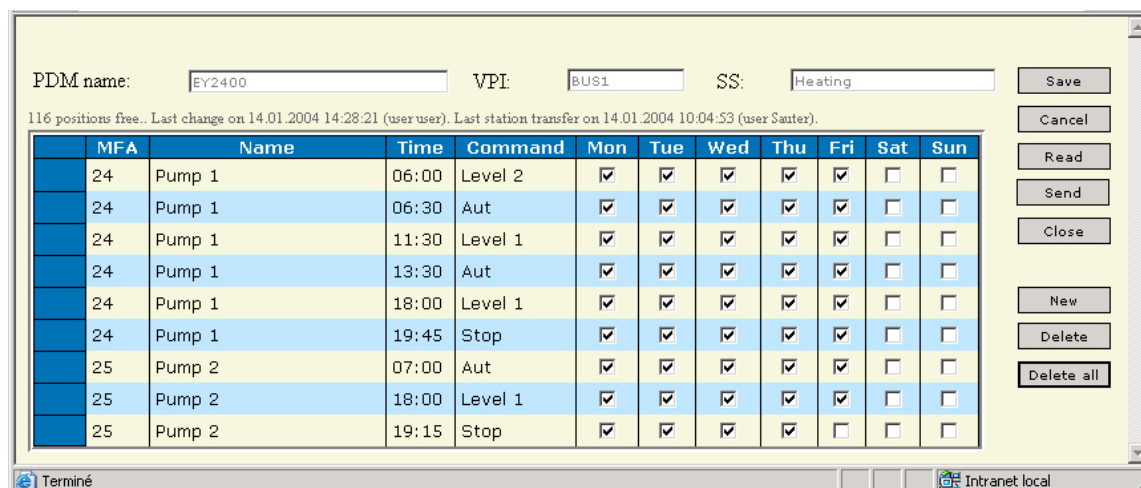 PDM name: EY2400 VPI: BUS1 SS: Heating Save
116 positions free.. Last change on 14.01.2004 14:28:21 (user user). Last station transfer on 14.01.2004 10:04:53 (user Sauter). Cancel
MFA Name Time Command Mon Tue Wed Thu Fri Sat Sun
Read
24 Pump 1 06:00 Level 2
Send
24 Pump 1 06:30 Aut
24 Pump 1 11:30 Level 1
Close
24 Pump 1 13:30 Aut
24 Pump 1 18:00 Level 1
New
24 Pump 1 19:45 Stop
Delete
25 Pump 2 07:00 Aut
Delete all
25 Pump 2 18:00 Level 1
25 Pump 2 19:15 Stop
Terminé Intranet local